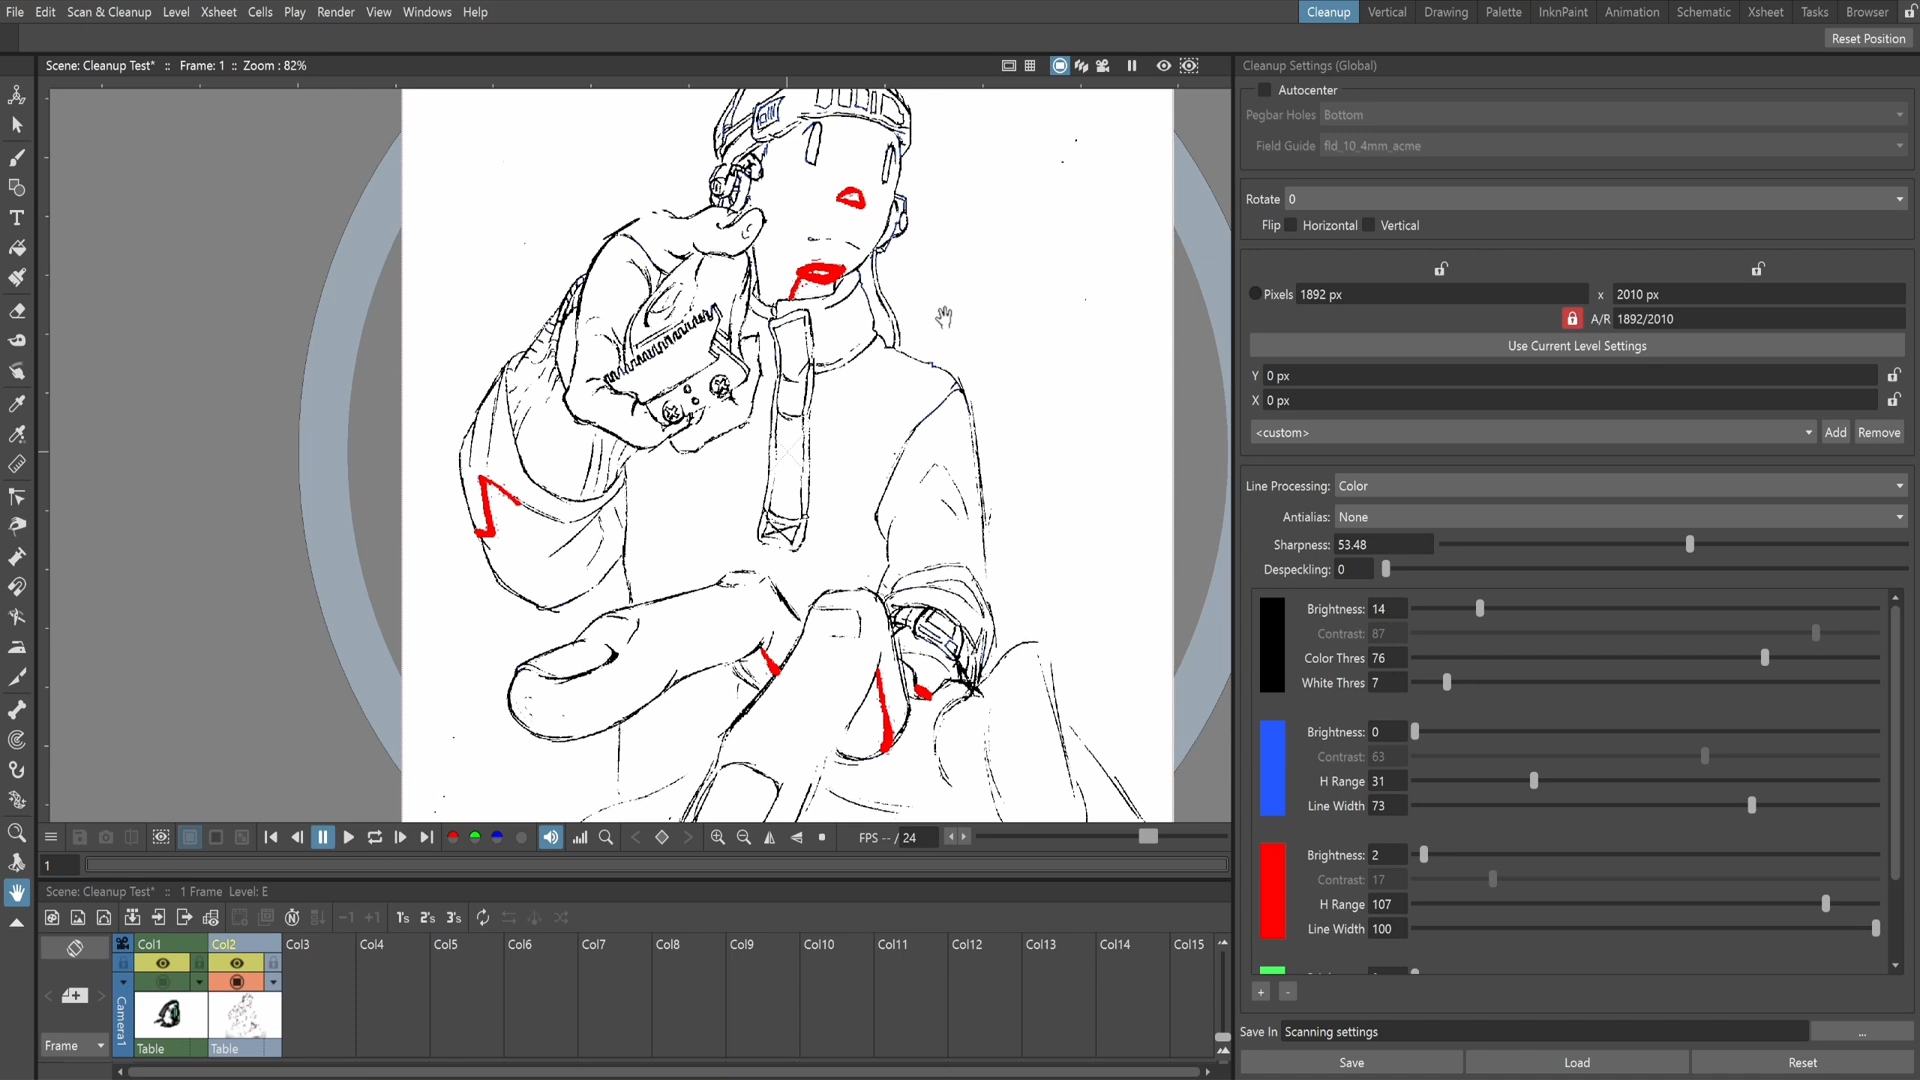 File Edit Scan & Cleanup Level Xsheet Cells Play Render View Windows Help
Cleanup Vertical Drawing Palette InknPaint Animation Schematic Xsheet Tasks Browser
Reset Position
Scene: Cleanup Test* :: Frame: 1 :: Zoom : 82%
Cleanup Settings (Global)
Autocenter
Pegbar Holes Bottom
Field Guide fld_10_4mm_acme
Rotate 0
Flip Horizontal Vertical
Pixels 1892 px x 2010 px
A/R 1892/2010
Use Current Level Settings
Y 0 px
X 0 px
<custom> Add Remove
Line Processing: Color
Antialias: None
Sharpness: 53.48
Despeckling: 0
Brightness: 14
Contrast: 87
Color Thres 76
White Thres 7
Brightness: 0
Contrast: 63
H Range 31
Line Width 73
Brightness: 2
Contrast: 17
H Range 107
Line Width 100
+ -
Save In Scanning settings ...
Save Load Reset
FPS -- / 24
1
Scene: Cleanup Test* :: 1 Frame Level: E
-1 +1 1's 2's 3's
Col1 Col2 Col3 Col4 Col5 Col6 Col7 Col8 Col9 Col10 Col11 Col12 Col13 Col14 Col15
Camera1
Frame
Table Table